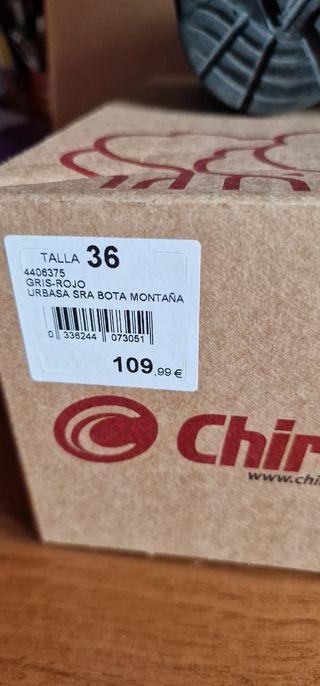 TALLA 36
4406375
GRIS-ROJO
URBASA SRA BOTA MONTAÑA
0 336244 073051
109,99 €
Chir
www.chi